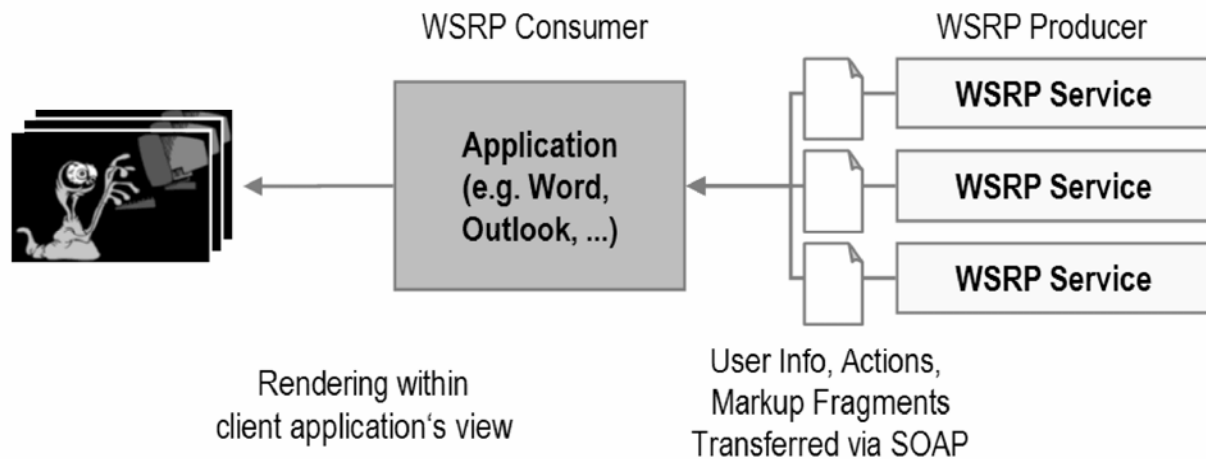 WSRP Consumer
WSRP Producer
Application
(e.g. Word,
Outlook, ...)
WSRP Service
WSRP Service
WSRP Service
Rendering within
client application‘s view
User Info, Actions,
Markup Fragments
Transferred via SOAP